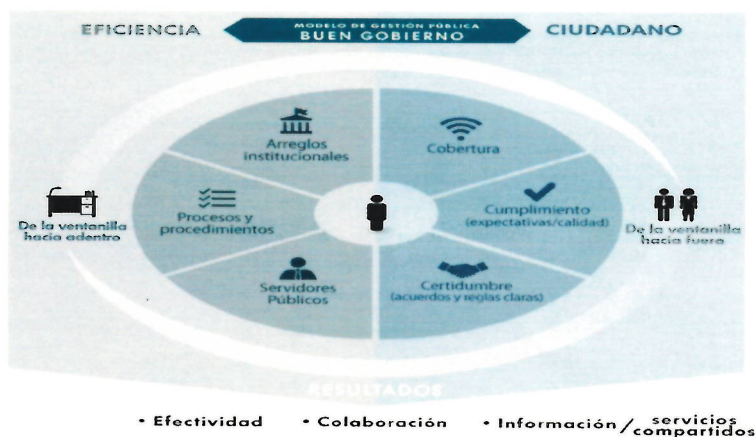 EFICIENCIA
MODELO DE GESTIÓN PÚBLICA
BUEN GOBIERNO
CIUDADANO
Arreglos
institucionales
Cobertura
Procesos y
procedimientos
Cumplimiento
(expectativas/calidad)
De la ventanilla
hacia adentro
De la ventanilla
hacia fuera
Servidores
Públicos
Certidumbre
(acuerdos y reglas claras)
RESULTADOS
• Efectividad
• Colaboración
• Información / servicios
compartidos